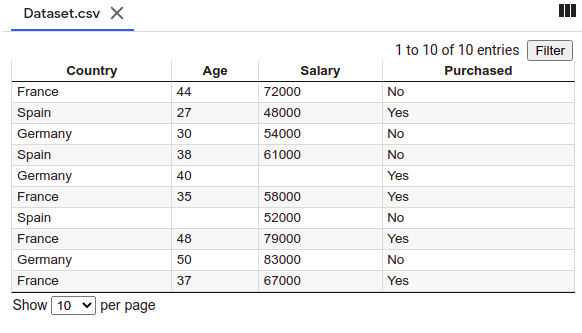 Dataset.csv
1 to 10 of 10 entries Filter
Country Age Salary Purchased
France 44 72000 No
Spain 27 48000 Yes
Germany 30 54000 No
Spain 38 61000 No
Germany 40 Yes
France 35 58000 Yes
Spain 52000 No
France 48 79000 Yes
Germany 50 83000 No
France 37 67000 Yes
Show 10 per page